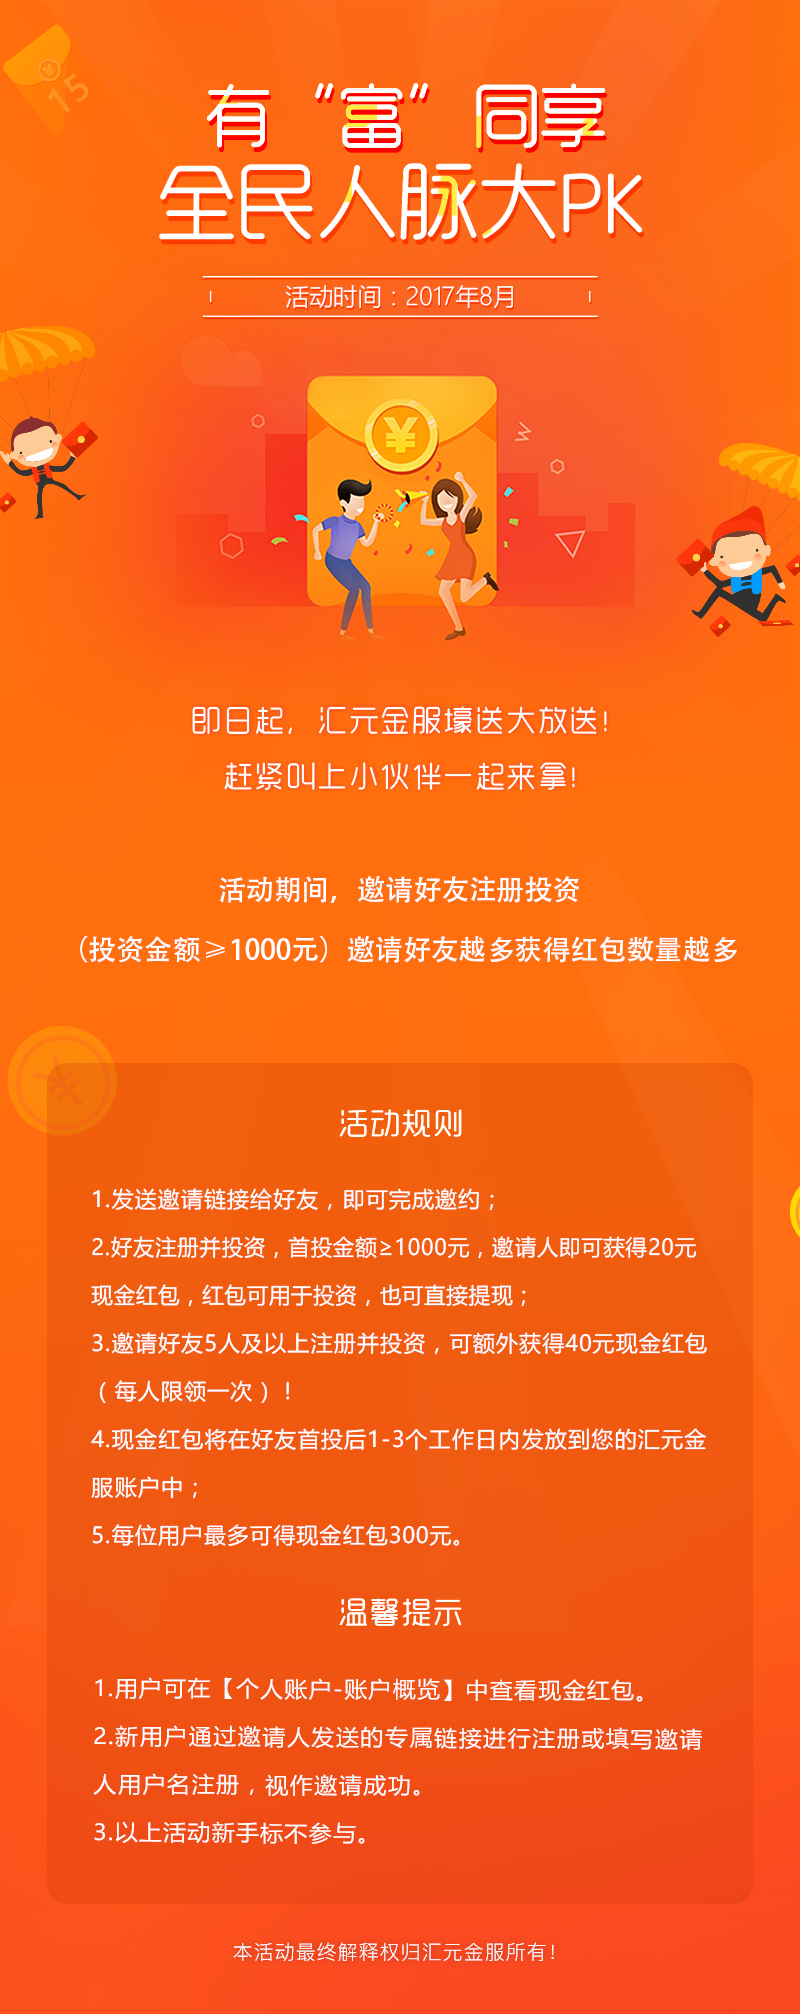 15
有“富”同享
全民人脉大PK
活动时间：2017年8月
¥
即日起，汇元金服壕送大放送！
赶紧叫上小伙伴一起来拿！
活动期间，邀请好友注册投资
（投资金额≥1000元）邀请好友越多获得红包数量越多
¥
活动规则
1.发送邀请链接给好友，即可完成邀约；
2.好友注册并投资，首投金额≥1000元，邀请人即可获得20元
现金红包，红包可用于投资，也可直接提现；
3.邀请好友5人及以上注册并投资，可额外获得40元现金红包
（每人限领一次）！
4.现金红包将在好友首投后1-3个工作日内发放到您的汇元金
服账户中；
5.每位用户最多可得现金红包300元。
温馨提示
1.用户可在【个人账户-账户概览】中查看现金红包。
2.新用户通过邀请人发送的专属链接进行注册或填写邀请
人用户名注册，视作邀请成功。
3.以上活动新手标不参与。
本活动最终解释权归汇元金服所有！